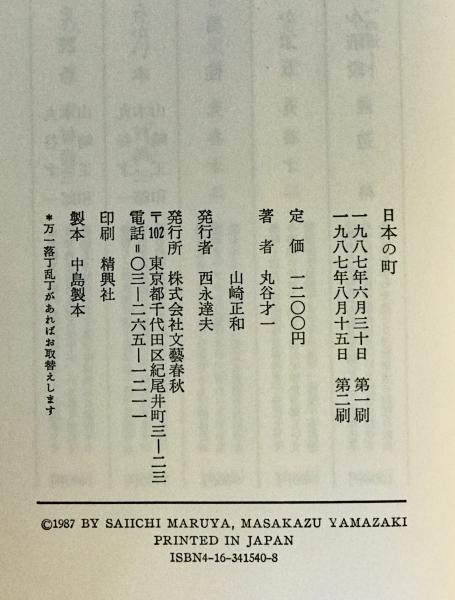 日本の町
一九八七年六月三十日 第一刷
一九八七年八月十五日 第二刷
定価 一二〇〇円
著者 丸谷才一
山崎正和
発行者 西永達夫
発行所 株式会社文藝春秋
〒102 東京都千代田区紀尾井町三—二三
電話=〇三—二六五—一二一一
印刷 精興社
製本 中島製本
*万一落丁乱丁があればお取替えします
©1987 BY SAIICHI MARUYA, MASAKAZU YAMAZAKI
PRINTED IN JAPAN
ISBN4-16-341540-8